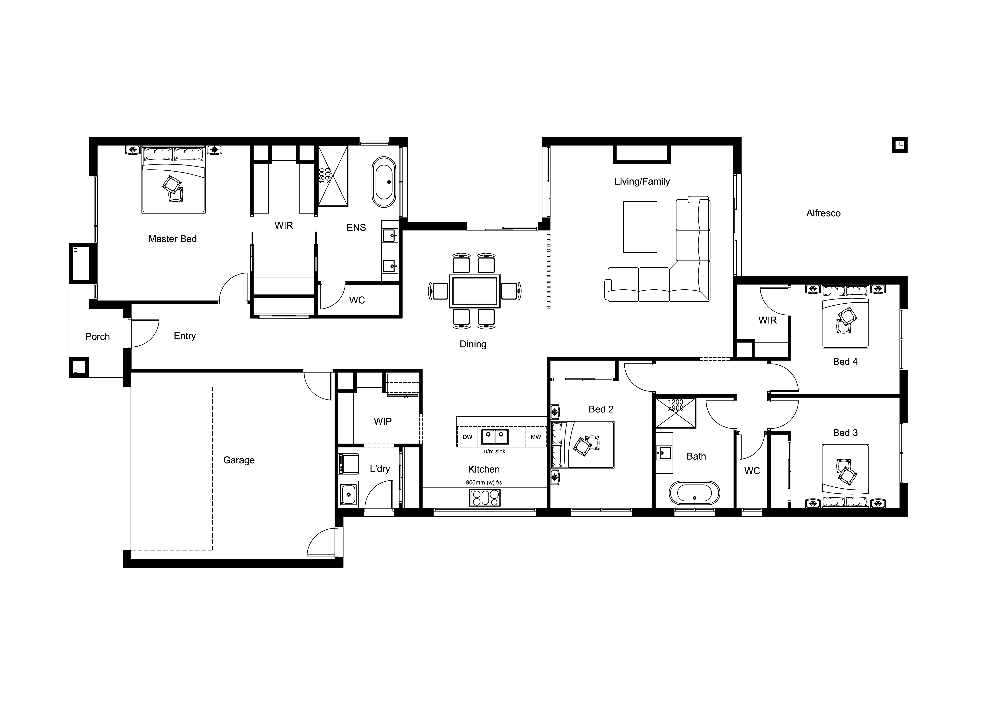 1800
x900
Living/Family
Alfresco
WIR
ENS
Master Bed
WC
WIR
Porch
Entry
Dining
Bed 4
1200
x900
Bed 2
WIP
Bed 3
DW
MW
u/m sink
Garage
L'dry
Kitchen
Bath
WC
900mm (w) f/s